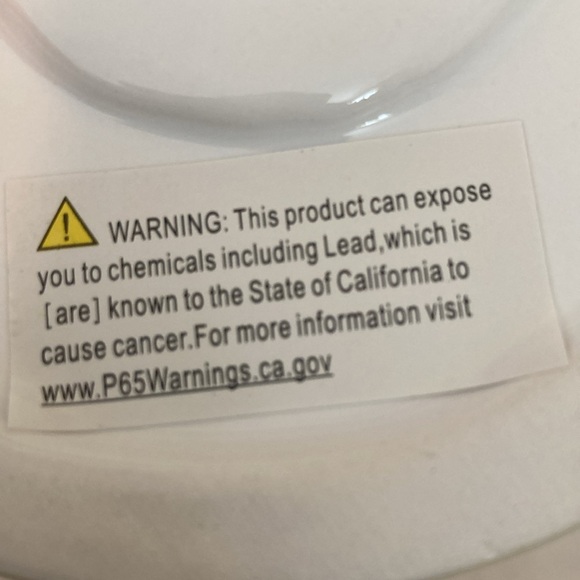 WARNING: This product can expose
you to chemicals including Lead,which is
[are] known to the State of California to
cause cancer.For more information visit
www.P65Warnings.ca.gov